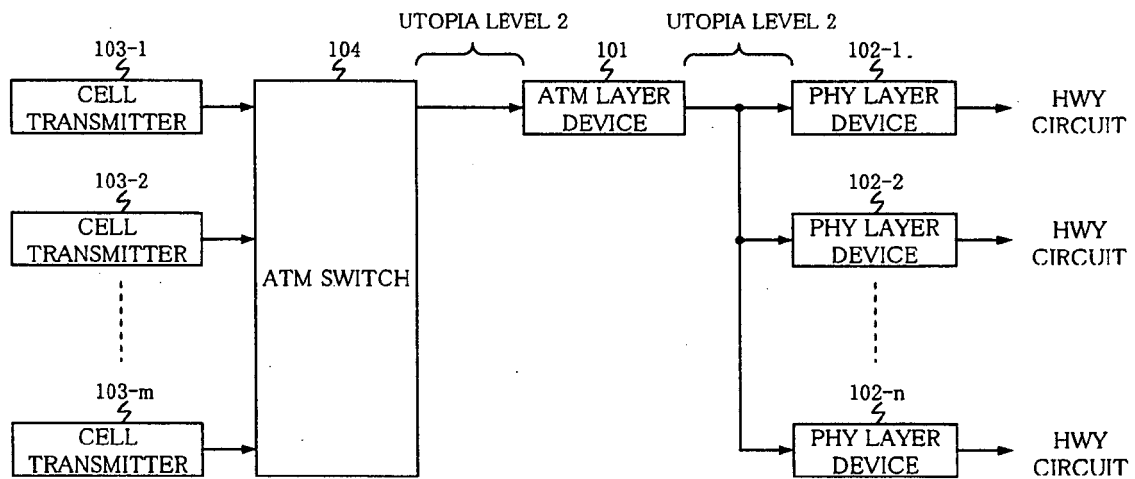 UTOPIA LEVEL 2
UTOPIA LEVEL 2
103-1
104
101
102-1.
CELL
TRANSMITTER
ATM LAYER
DEVICE
PHY LAYER
DEVICE
HWY
CIRCUIT
103-2
102-2
CELL
TRANSMITTER
ATM SWITCH
PHY LAYER
DEVICE
HWY
CIRCUIT
103-m
102-n
CELL
TRANSMITTER
PHY LAYER
DEVICE
HWY
CIRCUIT